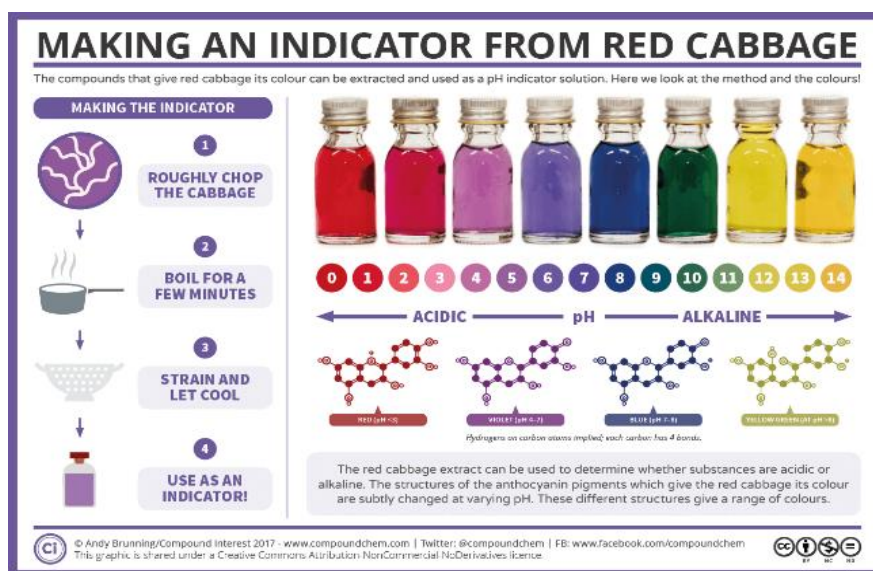 MAKING AN INDICATOR FROM RED CABBAGE
The compounds that give red cabbage its colour can be extracted and used as a pH indicator solution. Here we look at the method and the colours!
MAKING THE INDICATOR
1
ROUGHLY CHOP
THE CABBAGE
2
BOIL FOR A
FEW MINUTES
3
STRAIN AND
LET COOL
4
USE AS AN
INDICATOR!
0 1 2 3 4 5 6 7 8 9 10 11 12 13 14
ACIDIC pH ALKALINE
RED (pH <3) VIOLET (pH 4-7) BLUE (pH 7-8) YELLOW GREEN (AT pH >8)
Hydrogens on carbon atoms implied; each carbon has 4 bonds.
The red cabbage extract can be used to determine whether substances are acidic or
alkaline. The structures of the anthocyanin pigments which give the red cabbage its colour
are subtly changed at varying pH. These different structures give a range of colours.
Ci
© Andy Brunning/Compound Interest 2017 - www.compoundchem.com | Twitter: @compoundchem | FB: www.facebook.com/compoundchem
This graphic is shared under a Creative Commons Attribution-NonCommercial-NoDerivatives licence.
CC
BY NC ND